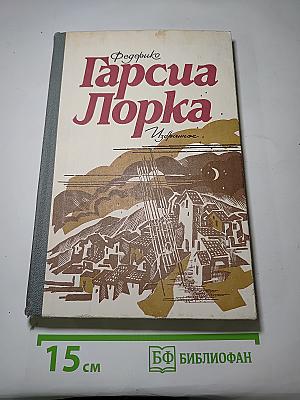 Федерико
Гарсиа
Лорка
Избранное
15 см
БФ БИБЛИОФАН